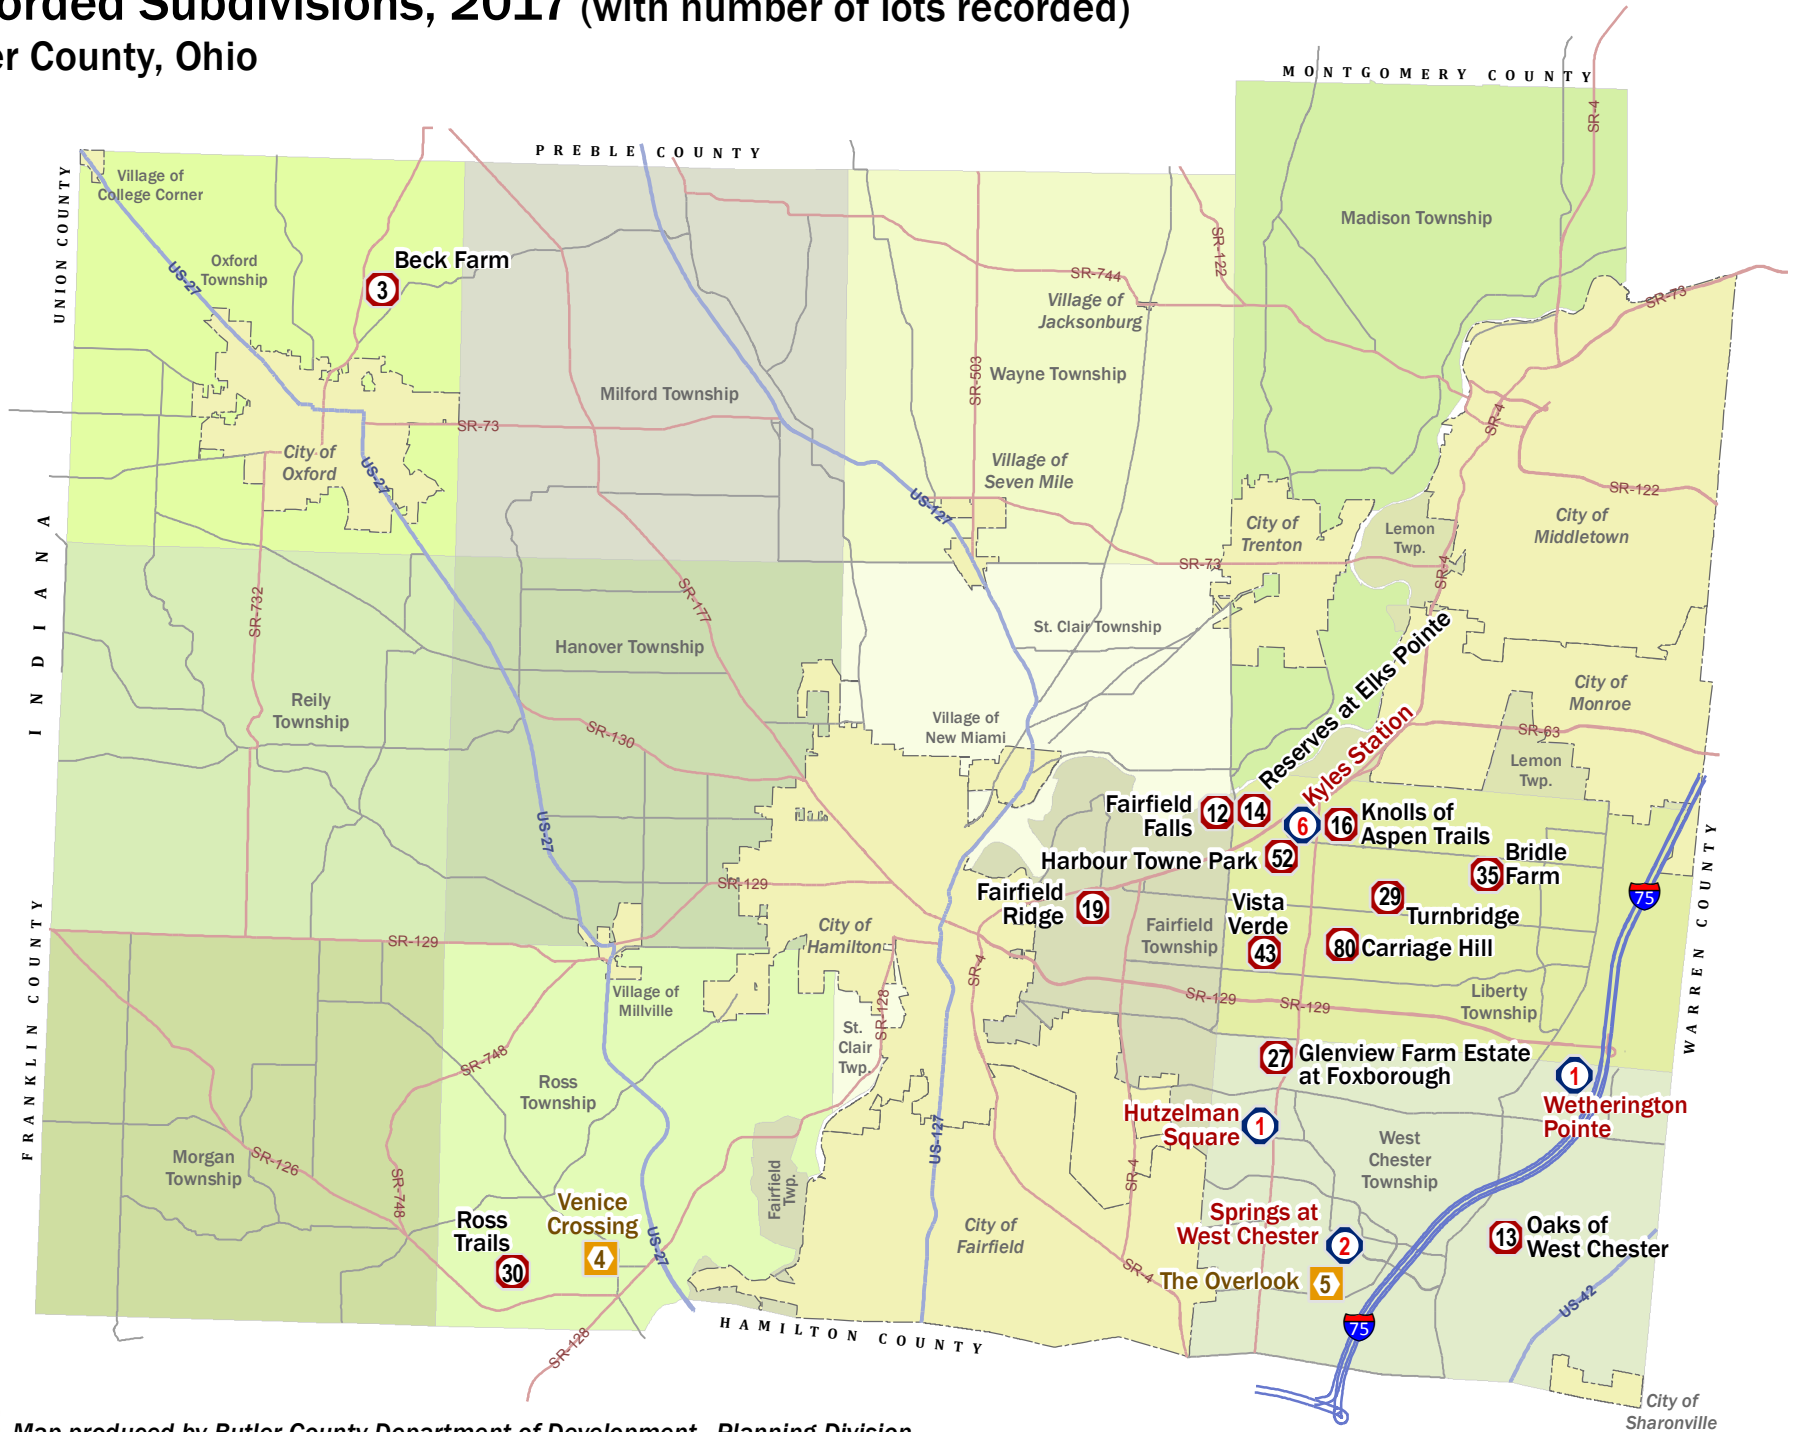 orded Subdivisions, 2017 (with number of lots recorded)
er County, Ohio
MONTGOMERY COUNTY
PREBLE COUNTY
UNION COUNTY
INDIANA
FRANKLIN COUNTY
HAMILTON COUNTY
WARREN COUNTY
Village of
College Corner
Oxford
Township
US-27
Beck Farm
3
City of
Oxford
US-27
SR-73
SR-732
Milford Township
SR-177
US-127
SR-503
SR-744
SR-122
Village of
Jacksonburg
Wayne Township
Village of
Seven Mile
SR-73
Madison Township
SR-4
SR-73
SR-4
SR-122
City of
Trenton
Lemon
Twp.
City of
Middletown
SR-4
Reily
Township
Hanover Township
SR-130
US-27
St. Clair Township
Village of
New Miami
Reserves at Elks Pointe
14
Kyles Station
6
City of
Monroe
SR-63
Lemon
Twp.
Fairfield
Falls
12
16
Knolls of
Aspen Trails
Harbour Towne Park
52
35
Bridle
Farm
Fairfield
Ridge
19
29
Turnbridge
Vista
Verde
43
80
Carriage Hill
Fairfield
Township
75
SR-129
SR-129
City of
Hamilton
SR-4
SR-129
SR-129
Liberty
Township
Village of
Millville
SR-128
St.
Clair
Twp.
27
Glenview Farm Estate
at Foxborough
1
Wetherington
Pointe
Hutzelman
Square
1
SR-748
Ross
Township
US-127
SR-4
West
Chester
Township
Morgan
Township
SR-126
SR-748
Ross
Trails
30
Venice
Crossing
4
US-27
Fairfield
Twp.
City of
Fairfield
Springs at
West Chester
2
The Overlook
5
13
Oaks of
West Chester
SR-4
US-42
75
SR-128
City of
Sharonville
Map produced by Butler County Department of Development - Planning Division